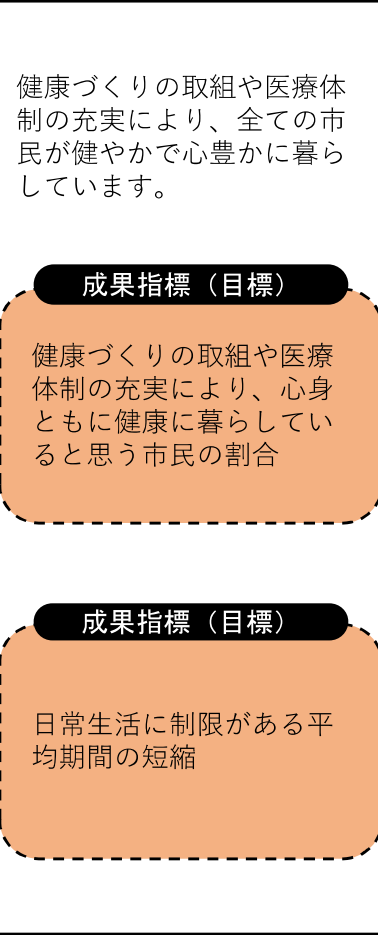 健康づくりの取組や医療体
制の充実により、全ての市
民が健やかで心豊かに暮ら
しています。
成果指標（目標）
健康づくりの取組や医療
体制の充実により、心身
ともに健康に暮らしてい
ると思う市民の割合
成果指標（目標）
日常生活に制限がある平
均期間の短縮